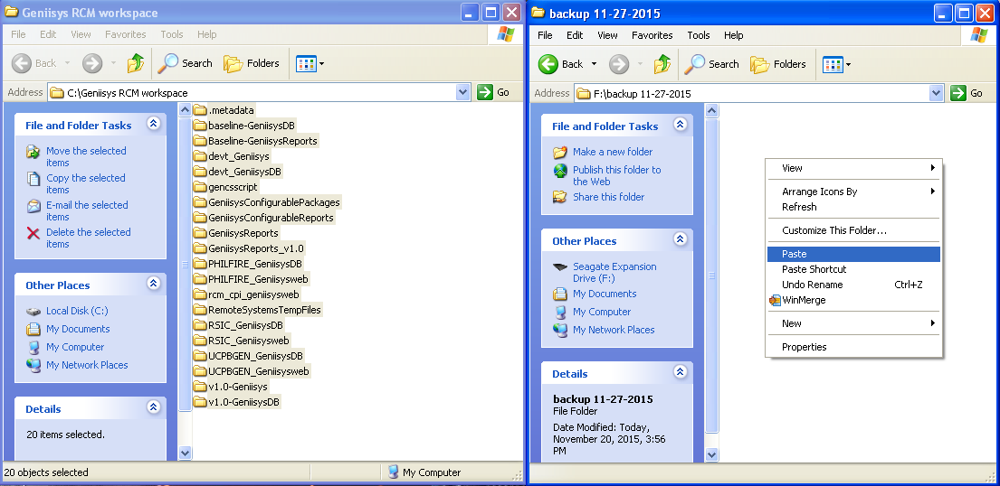 Geniisys RCM workspace
File Edit View Favorites Tools Help
Back Search Folders
Address C:\Geniisys RCM workspace Go
File and Folder Tasks
Move the selected
items
Copy the selected
items
E-mail the selected
items
Delete the selected
items
Other Places
Local Disk (C:)
My Documents
My Computer
My Network Places
Details
20 items selected.
.metadata
baseline-GeniisysDB
Baseline-GeniisysReports
devt_Geniisys
devt_GeniisysDB
gencsscript
GeniisysConfigurablePackages
GeniisysConfigurableReports
GeniisysReports
GeniisysReports_v1.0
PHILFIRE_GeniisysDB
PHILFIRE_Geniisysweb
rcm_cpi_geniisysweb
RemoteSystemsTempFiles
RSIC_GeniisysDB
RSIC_Geniisysweb
UCPBGEN_GeniisysDB
UCPBGEN_Geniisysweb
v1.0-Geniisys
v1.0-GeniisysDB
20 objects selected My Computer
backup 11-27-2015
File Edit View Favorites Tools Help
Back Search Folders
Address F:\backup 11-27-2015 Go
File and Folder Tasks
Make a new folder
Publish this folder to
the Web
Share this folder
Other Places
Seagate Expansion
Drive (F:)
My Documents
My Computer
My Network Places
Details
backup 11-27-2015
File Folder
Date Modified: Today,
November 20, 2015, 3:56
PM
View
Arrange Icons By
Refresh
Customize This Folder...
Paste
Paste Shortcut
Undo Rename Ctrl+Z
WinMerge
New
Properties